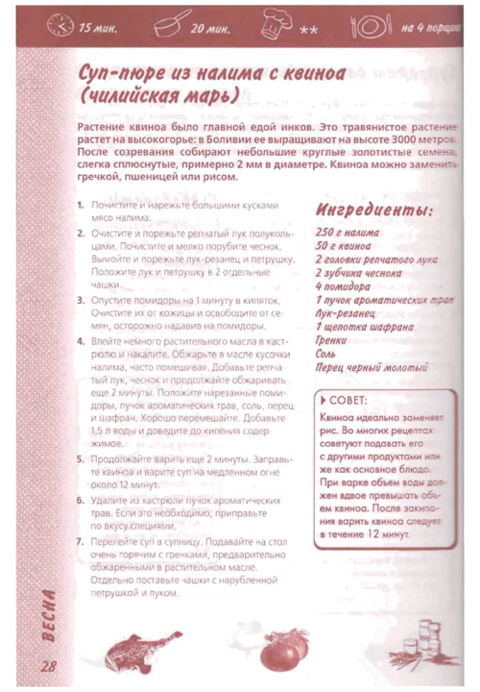 15 мин.
20 мин.
**
на 4 порции
Суп-пюре из налима с квиноа
(чилийская марь)
Растение квиноа было главной едой инков. Это травянистое растение
растет на высокогорье: в Боливии ее выращивают на высоте 3000 метров.
После созревания собирают небольшие круглые золотистые семена,
слегка сплюснутые, примерно 2 мм в диаметре. Квиноа можно заменить
гречкой, пшеницей или рисом.
1. Почистите и нарежьте большими кусками
мясо налима.
2. Очистите и порежьте репчатый лук полуколь-
цами. Почистите и мелко порубите чеснок.
Вымойте и порежьте лук-резанец и петрушку.
Положите лук и петрушку в 2 отдельные
чашки.
3. Опустите помидоры на 1 минуту в кипяток.
Очистите их от кожицы и освободите от се-
мян, осторожно надавив на помидоры.
4. Влейте немного растительного масла в каст-
рюлю и накалите. Обжарьте в масле кусочки
налима, часто помешивая. Добавьте репча-
тый лук, чеснок и продолжайте обжаривать
еще 2 минуты. Положите нарезанные поми-
доры, пучок ароматических трав, соль, перец
и шафран. Хорошо перемешайте. Добавьте
1,5 л воды и доведите до кипения содер-
жимое.
5. Продолжайте варить еще 2 минуты. Заправь-
те квиноа и варите суп на медленном огне
около 12 минут.
6. Удалите из кастрюли пучок ароматических
трав. Если это необходимо, приправьте
по вкусу специями.
7. Перелейте суп в супницу. Подавайте на стол
очень горячим с гренками, предварительно
обжаренными в растительном масле.
Отдельно поставьте чашки с нарубленной
петрушкой и луком.
Ингредиенты:
250 г налима
50 г квиноа
2 головки репчатого лука
2 зубчика чеснока
4 помидора
1 пучок ароматических трав
Лук-резанец
1 щепотка шафрана
Гренки
Соль
Перец черный молотый
СОВЕТ:
Квиноа идеально заменяет
рис. Во многих рецептах
советуют подавать его
с другими продуктами или
же как основное блюдо.
При варке объем воды дол-
жен вдвое превышать объ-
ем квиноа. После закипа-
ния варить квиноа следует
в течение 12 минут.
ВЕСНА
28